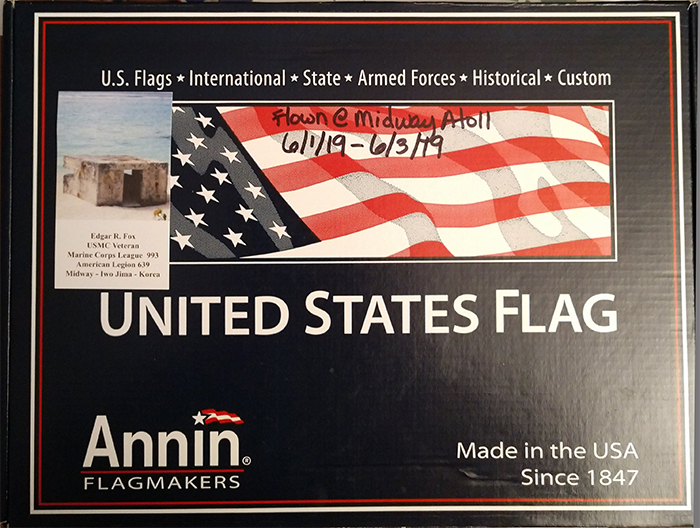 U.S. Flags ★ International ★ State ★ Armed Forces ★ Historical ★ Custom
Flown @ Midway Atoll
6/1/19 - 6/3/19
Edgar R. Fox
USMC Veteran
Marine Corps League 993
American Legion 639
Midway - Iwo Jima - Korea
UNITED STATES FLAG
Annin®
FLAGMAKERS
Made in the USA
Since 1847